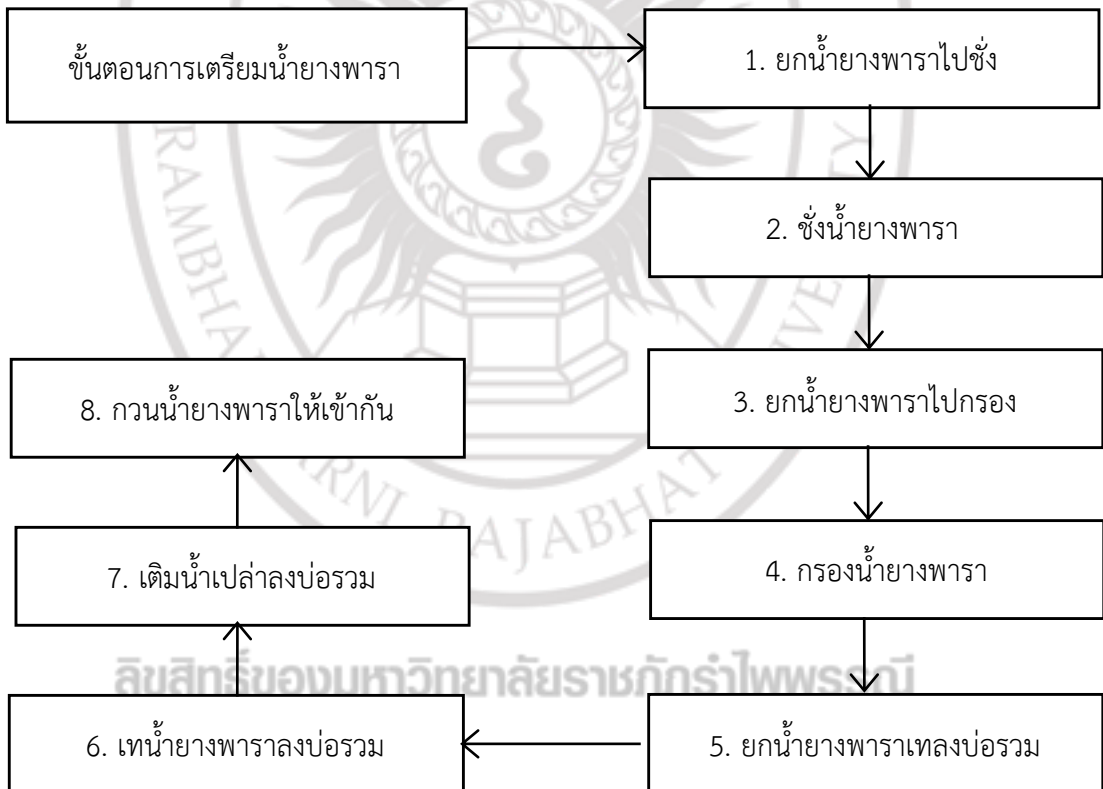 ขั้นตอนการเตรียมน้ำยางพารา
1. ยกน้ำยางพาราไปชั่ง
2. ชั่งน้ำยางพารา
3. ยกน้ำยางพาราไปกรอง
4. กรองน้ำยางพารา
5. ยกน้ำยางพาราเทลงบ่อรวม
6. เทน้ำยางพาราลงบ่อรวม
7. เติมน้ำเปล่าลงบ่อรวม
8. กวนน้ำยางพาราให้เข้ากัน
ลิขสิทธิ์ของมหาวิทยาลัยราชภัฏรำไพพรรณี
RAJABHAT